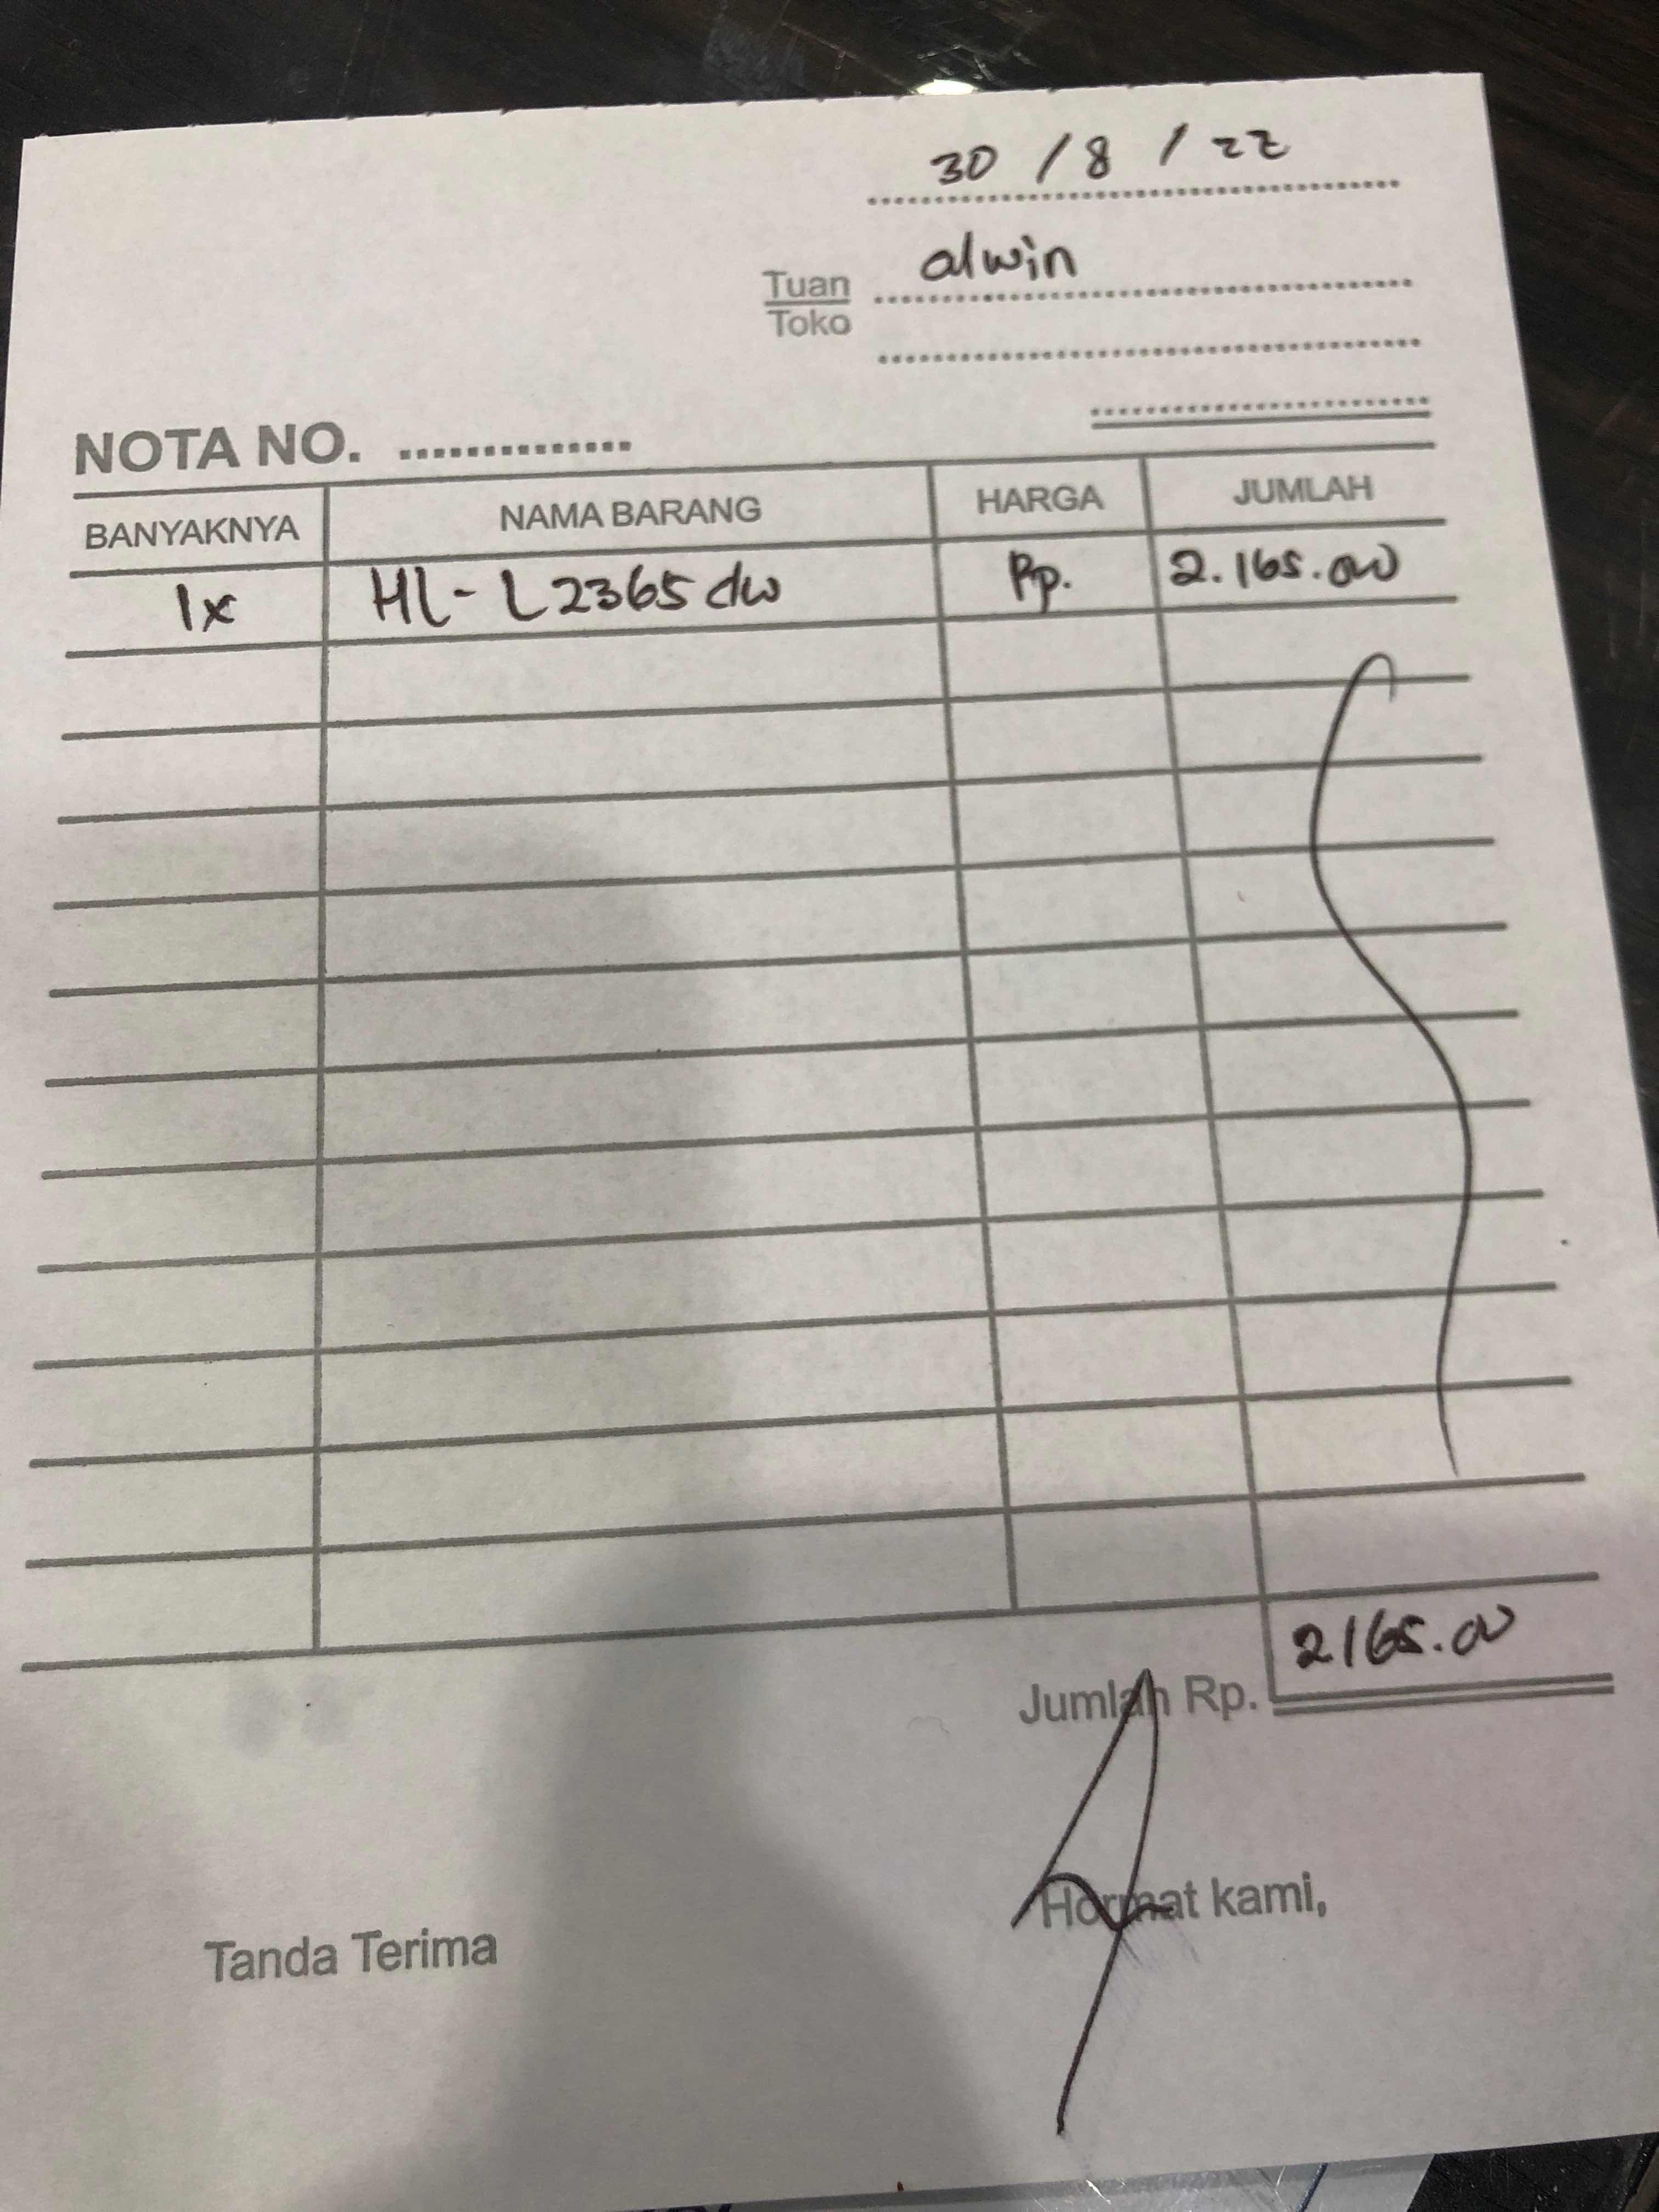 30 / 8 / 22
Tuan alwin
Toko
NOTA NO. ..............
BANYAKNYA NAMA BARANG HARGA JUMLAH
1x HL-L2365dw Rp. 2.165.000
Jumlah Rp. 2165.00
Tanda Terima Hormat kami,